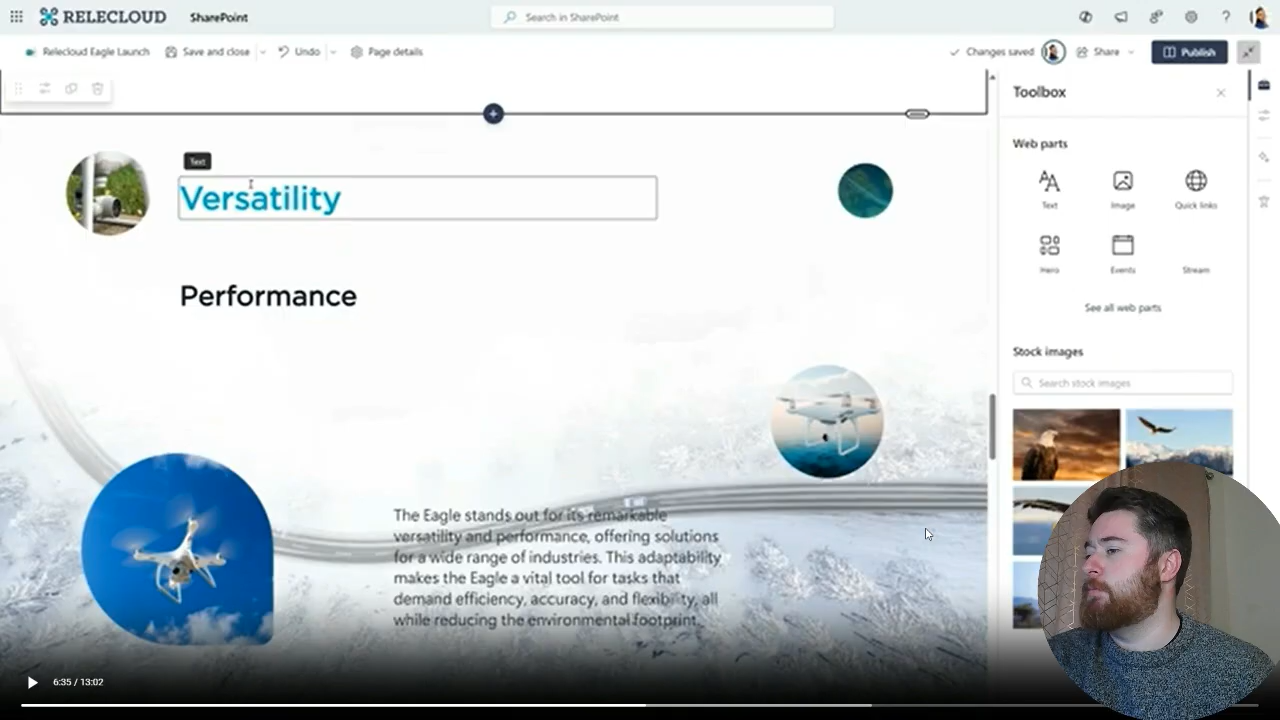 RELECLOUD SharePoint Search in SharePoint ?
Relecloud Eagle Launch Save and close Undo Page details Changes saved Share Publish
Toolbox
Web parts
Text
Versatility
Text Image Quick links
Hero Events Stream
Performance
See all web parts
Stock images
Search stock images
The Eagle stands out for its remarkable
versatility and performance, offering solutions
for a wide range of industries. This adaptability
makes the Eagle a vital tool for tasks that
demand efficiency, accuracy, and flexibility, all
while reducing the environmental footprint.
6:35 / 13:02